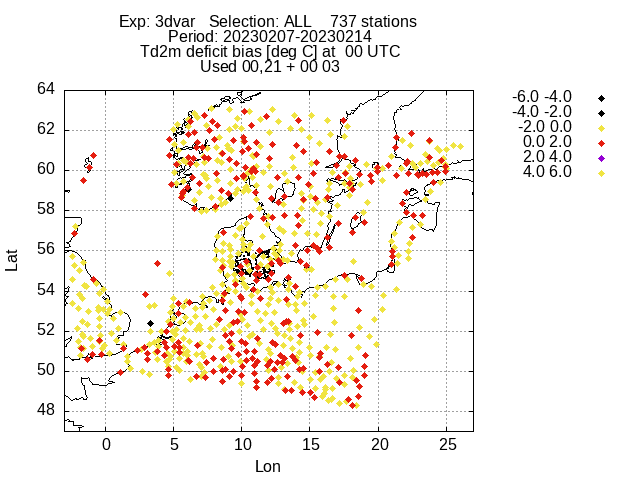 Exp: 3dvar Selection: ALL 737 stations
Period: 20230207-20230214
Td2m deficit bias [deg C] at 00 UTC
Used 00,21 + 00 03
-6.0 -4.0
-4.0 -2.0
-2.0 0.0
0.0 2.0
2.0 4.0
4.0 6.0
64
62
60
58
56
54
52
50
48
Lat
0 5 10 15 20 25
Lon